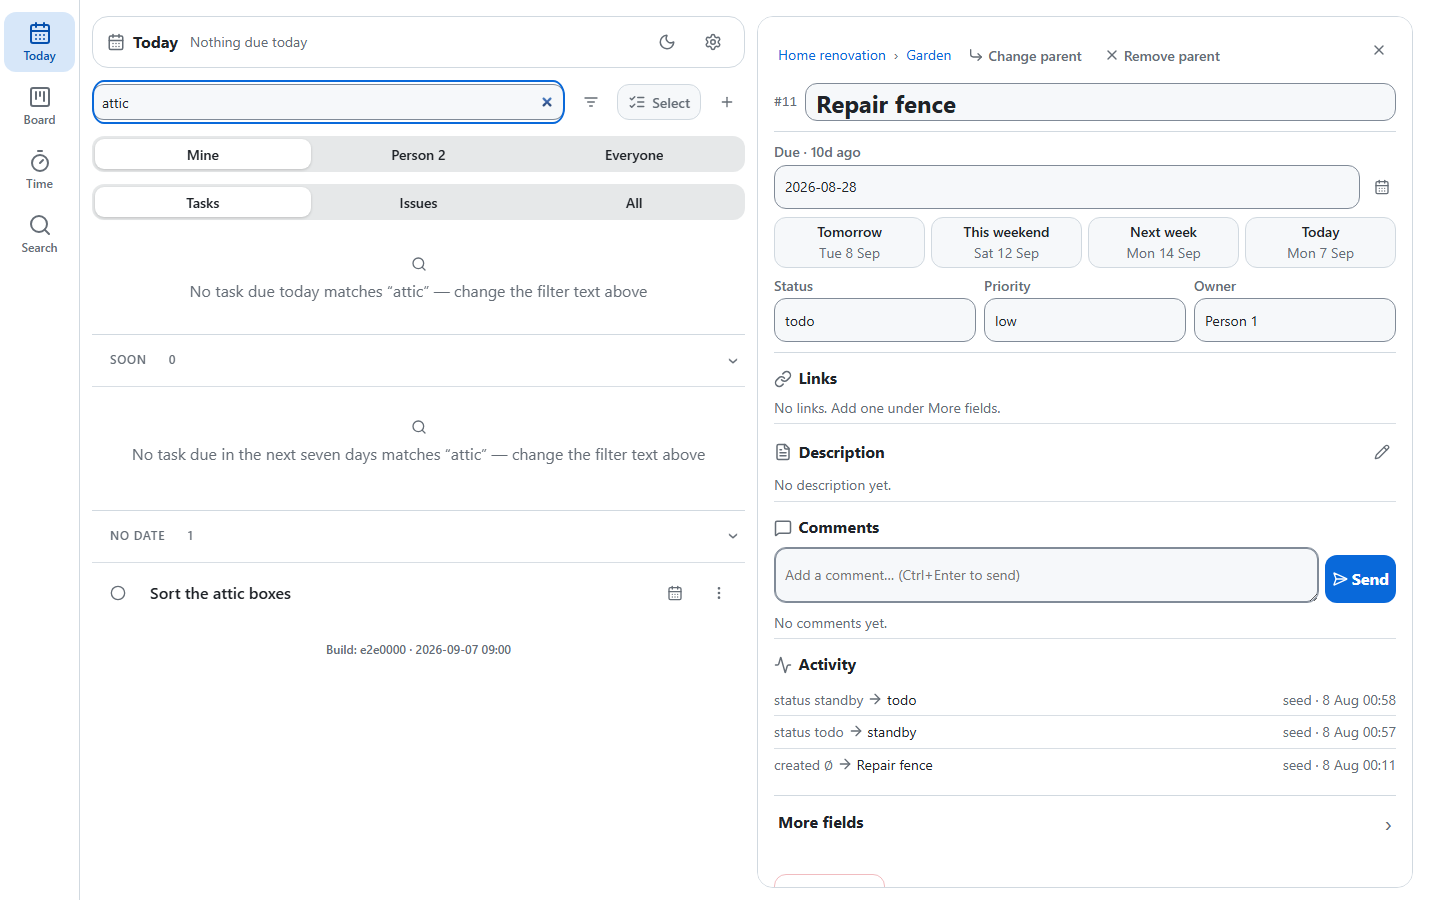 Today
Board
Time
Search
Today Nothing due today
attic
Select
Mine Person 2 Everyone
Tasks Issues All
No task due today matches “attic” — change the filter text above
SOON 0
No task due in the next seven days matches “attic” — change the filter text above
NO DATE 1
Sort the attic boxes
Build: e2e0000 · 2026-09-07 09:00
Home renovation › Garden Change parent Remove parent
#11 Repair fence
Due · 10d ago
2026-08-28
Tomorrow This weekend Next week Today
Tue 8 Sep Sat 12 Sep Mon 14 Sep Mon 7 Sep
Status Priority Owner
todo low Person 1
Links
No links. Add one under More fields.
Description
No description yet.
Comments
Add a comment... (Ctrl+Enter to send)
Send
No comments yet.
Activity
status standby → todo seed · 8 Aug 00:58
status todo → standby seed · 8 Aug 00:57
created ∅ → Repair fence seed · 8 Aug 00:11
More fields